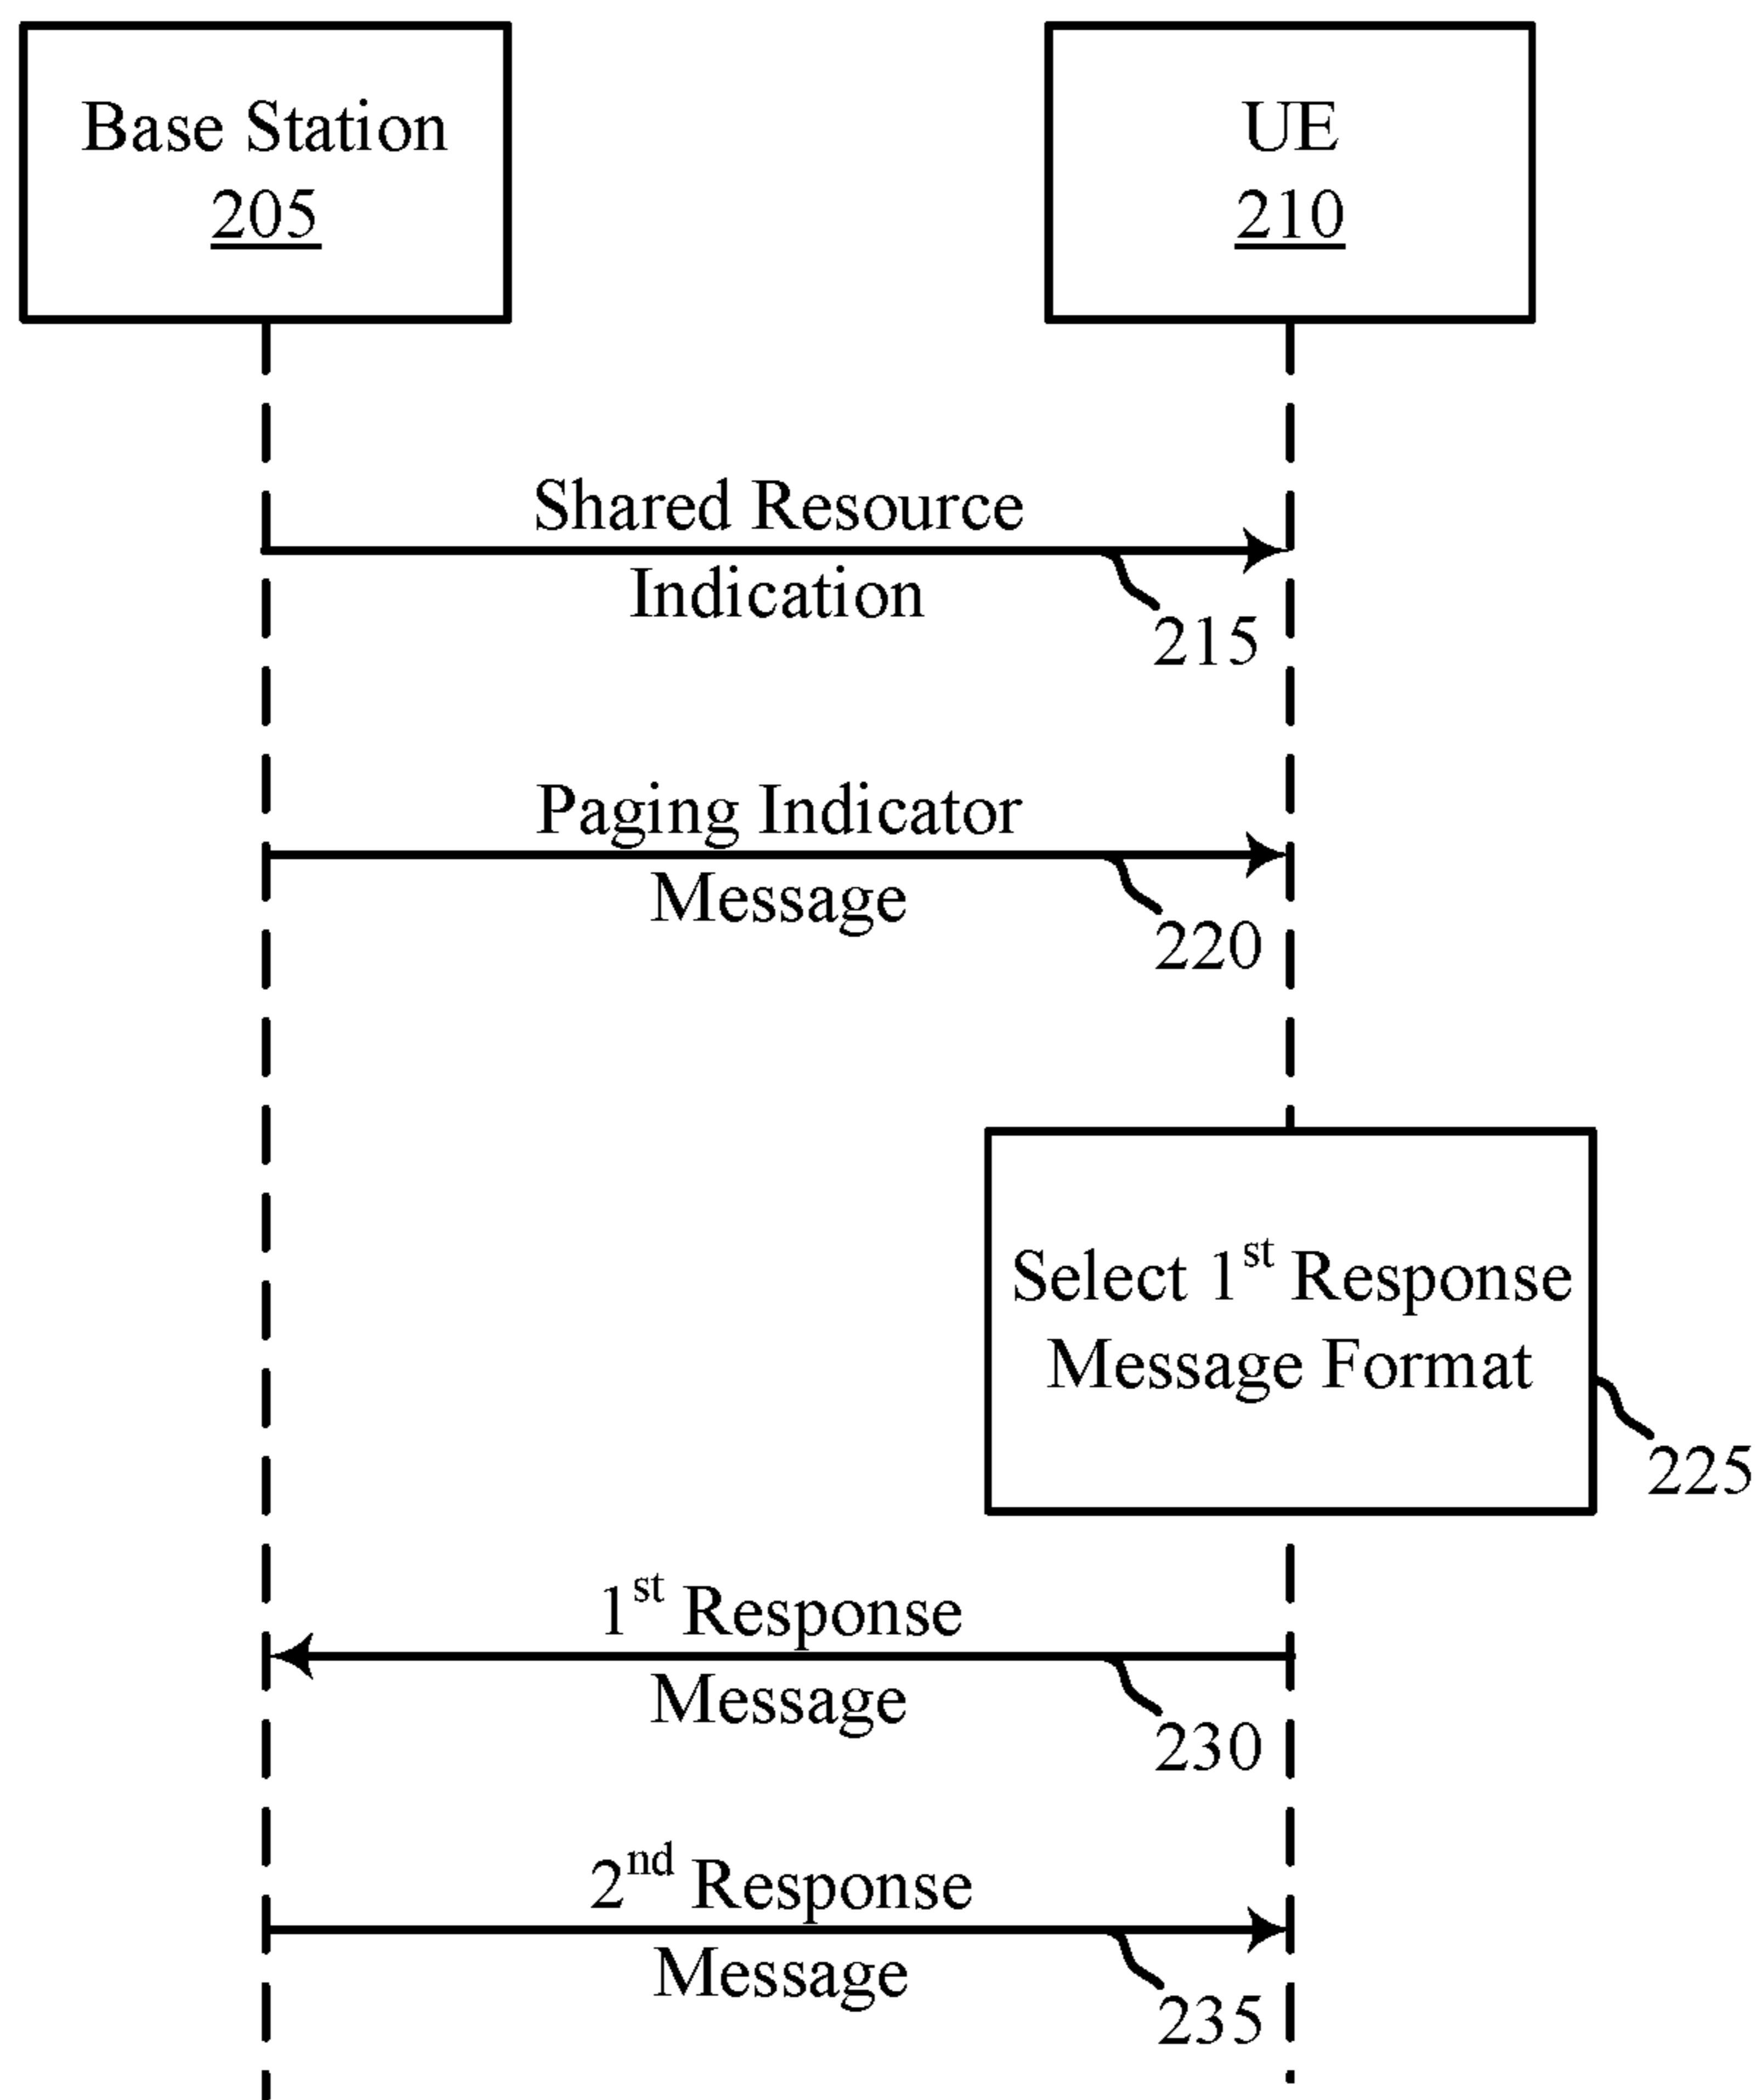 Base Station
205
UE
210
Shared Resource
Indication
215
Paging Indicator
Message
220
Select 1st Response
Message Format
225
1st Response
Message
230
2nd Response
Message
235